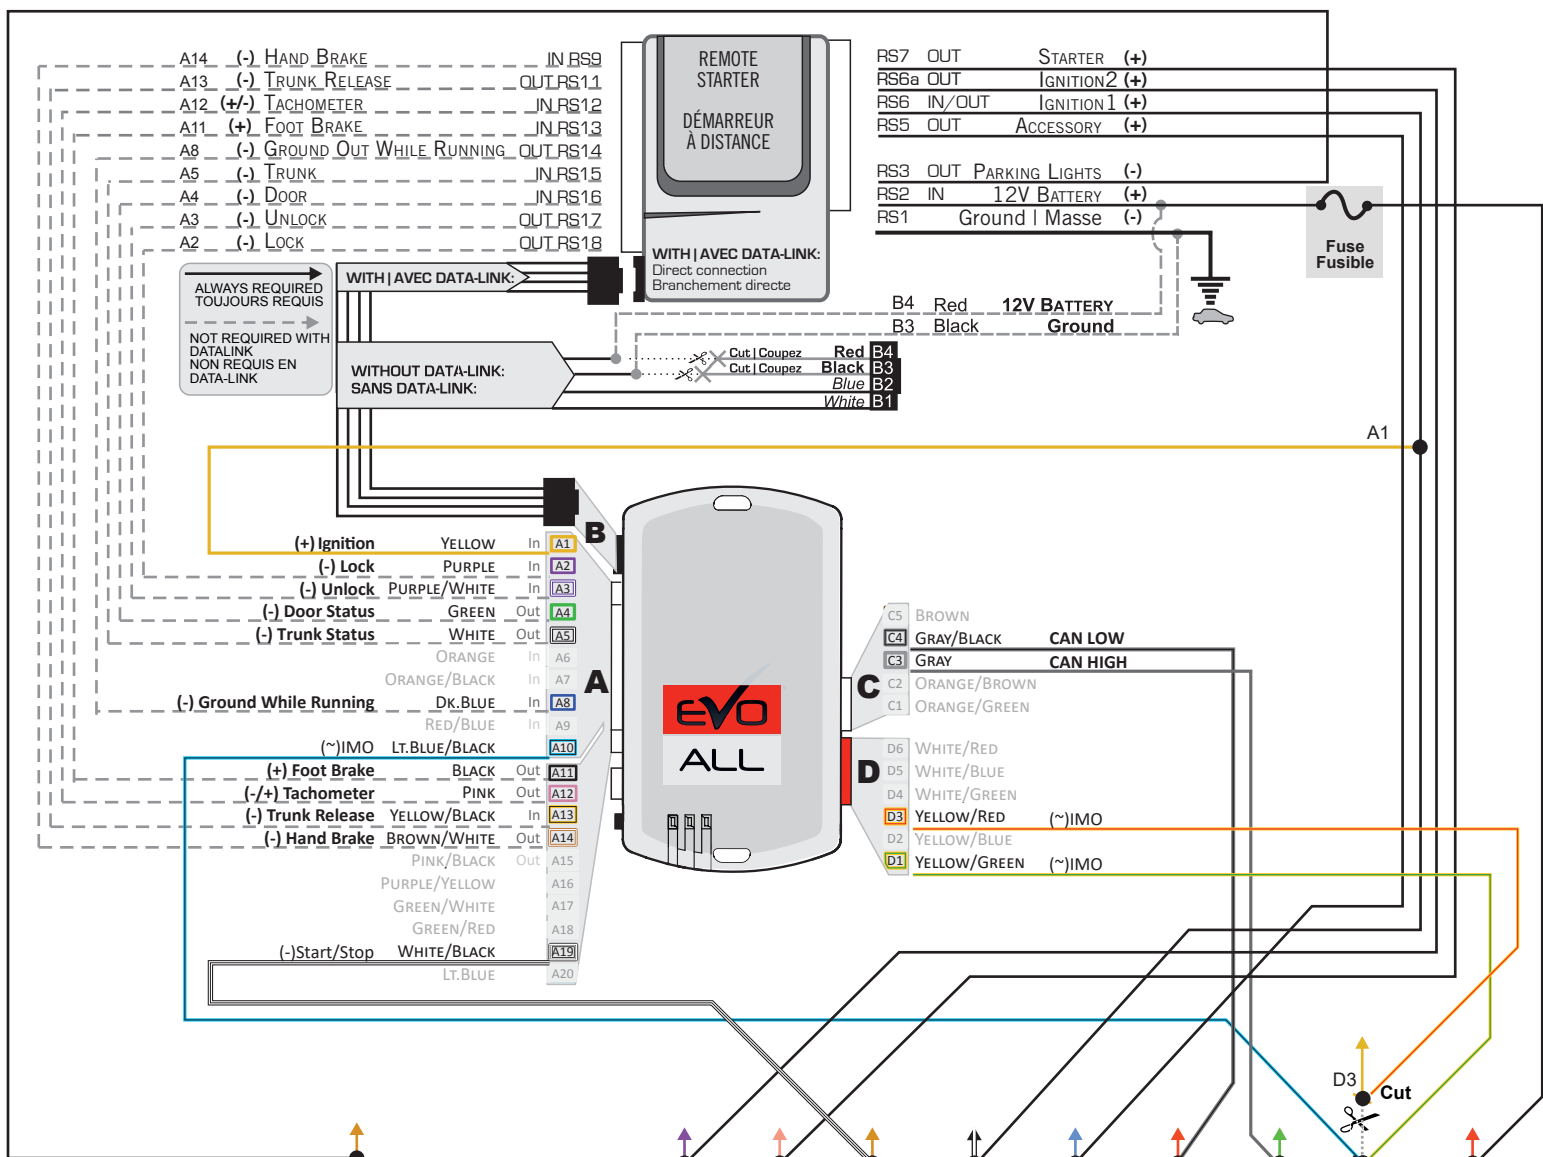 A14 (-) HAND BRAKE IN RS9
A13 (-) TRUNK RELEASE OUT RS11
A12 (+/-) TACHOMETER IN RS12
A11 (+) FOOT BRAKE IN RS13
A8 (-) GROUND OUT WHILE RUNNING OUT RS14
A5 (-) TRUNK IN RS15
A4 (-) DOOR IN RS16
A3 (-) UNLOCK OUT RS17
A2 (-) LOCK OUT RS18
REMOTE
STARTER
DÉMARREUR
À DISTANCE
WITH | AVEC DATA-LINK:
Direct connection
Branchement directe
RS7 OUT STARTER (+)
RS6a OUT IGNITION2 (+)
RS6 IN/OUT IGNITION1 (+)
RS5 OUT ACCESSORY (+)
RS3 OUT PARKING LIGHTS (-)
RS2 IN 12V BATTERY (+)
RS1 Ground | Masse (-)
Fuse
Fusible
ALWAYS REQUIRED
TOUJOURS REQUIS
NOT REQUIRED WITH
DATALINK
NON REQUIS EN
DATA-LINK
WITH | AVEC DATA-LINK:
B4 Red 12V BATTERY
B3 Black Ground
WITHOUT DATA-LINK:
SANS DATA-LINK:
Cut | Coupez Red B4
Cut | Coupez Black B3
Blue B2
White B1
A1
B
(+) Ignition YELLOW In A1
(-) Lock PURPLE In A2
(-) Unlock PURPLE/WHITE In A3
(-) Door Status GREEN Out A4
(-) Trunk Status WHITE Out A5
ORANGE In A6
ORANGE/BLACK In A7
(-) Ground While Running DK.BLUE In A8
RED/BLUE In A9
(~)IMO LT.BLUE/BLACK A10
(+) Foot Brake BLACK Out A11
(-/+) Tachometer PINK Out A12
(-) Trunk Release YELLOW/BLACK In A13
(-) Hand Brake BROWN/WHITE Out A14
PINK/BLACK Out A15
PURPLE/YELLOW A16
GREEN/WHITE A17
GREEN/RED A18
(-)Start/Stop WHITE/BLACK A19
LT.BLUE A20
A
EVO
ALL
C
C5 BROWN
C4 GRAY/BLACK CAN LOW
C3 GRAY CAN HIGH
C2 ORANGE/BROWN
C1 ORANGE/GREEN
D
D6 WHITE/RED
D5 WHITE/BLUE
D4 WHITE/GREEN
D3 YELLOW/RED (~)IMO
D2 YELLOW/BLUE
D1 YELLOW/GREEN (~)IMO
D3
Cut